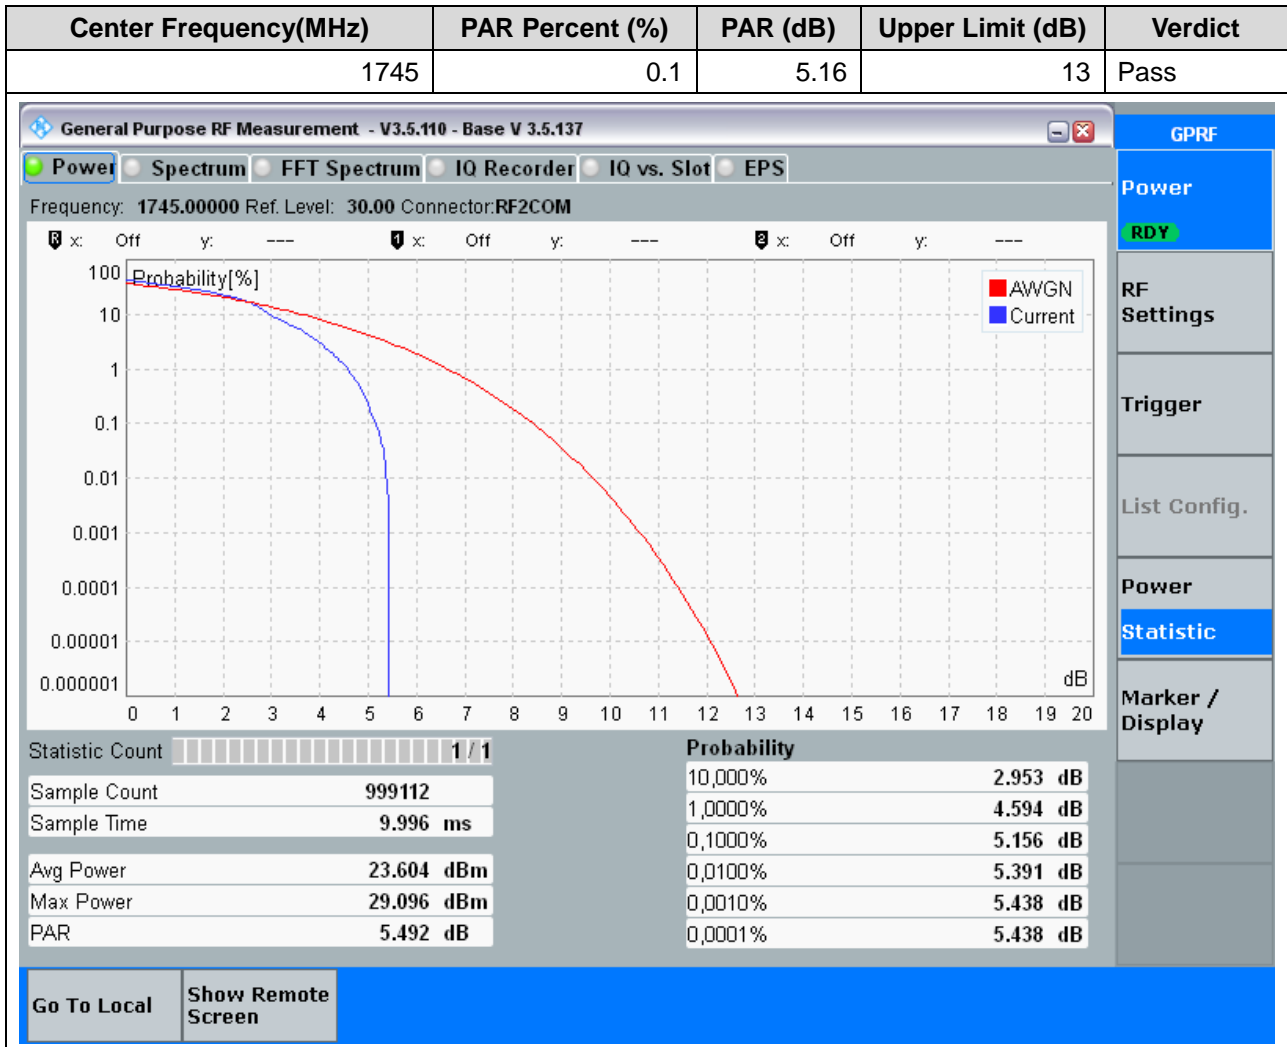 Center Frequency(MHz) PAR Percent (%) PAR (dB) Upper Limit (dB) Verdict
1745 0.1 5.16 13 Pass
General Purpose RF Measurement - V3.5.110 - Base V 3.5.137
GPRF
Power Spectrum FFT Spectrum IQ Recorder IQ vs. Slot EPS
Power
RDY
Frequency: 1745.00000 Ref. Level: 30.00 Connector:RF2COM
R x: Off y: --- 1 x: Off y: --- 2 x: Off y: ---
100 Probability[%]
AWGN
Current
10
1
0.1
0.01
0.001
0.0001
0.00001
0.000001
dB
0 1 2 3 4 5 6 7 8 9 10 11 12 13 14 15 16 17 18 19 20
RF
Settings
Trigger
List Config.
Power
Statistic
Marker /
Display
Statistic Count 1 / 1
Sample Count 999112
Sample Time 9.996 ms
Avg Power 23.604 dBm
Max Power 29.096 dBm
PAR 5.492 dB
Probability
10,000% 2.953 dB
1,0000% 4.594 dB
0,1000% 5.156 dB
0,0100% 5.391 dB
0,0010% 5.438 dB
0,0001% 5.438 dB
Go To Local
Show Remote
Screen